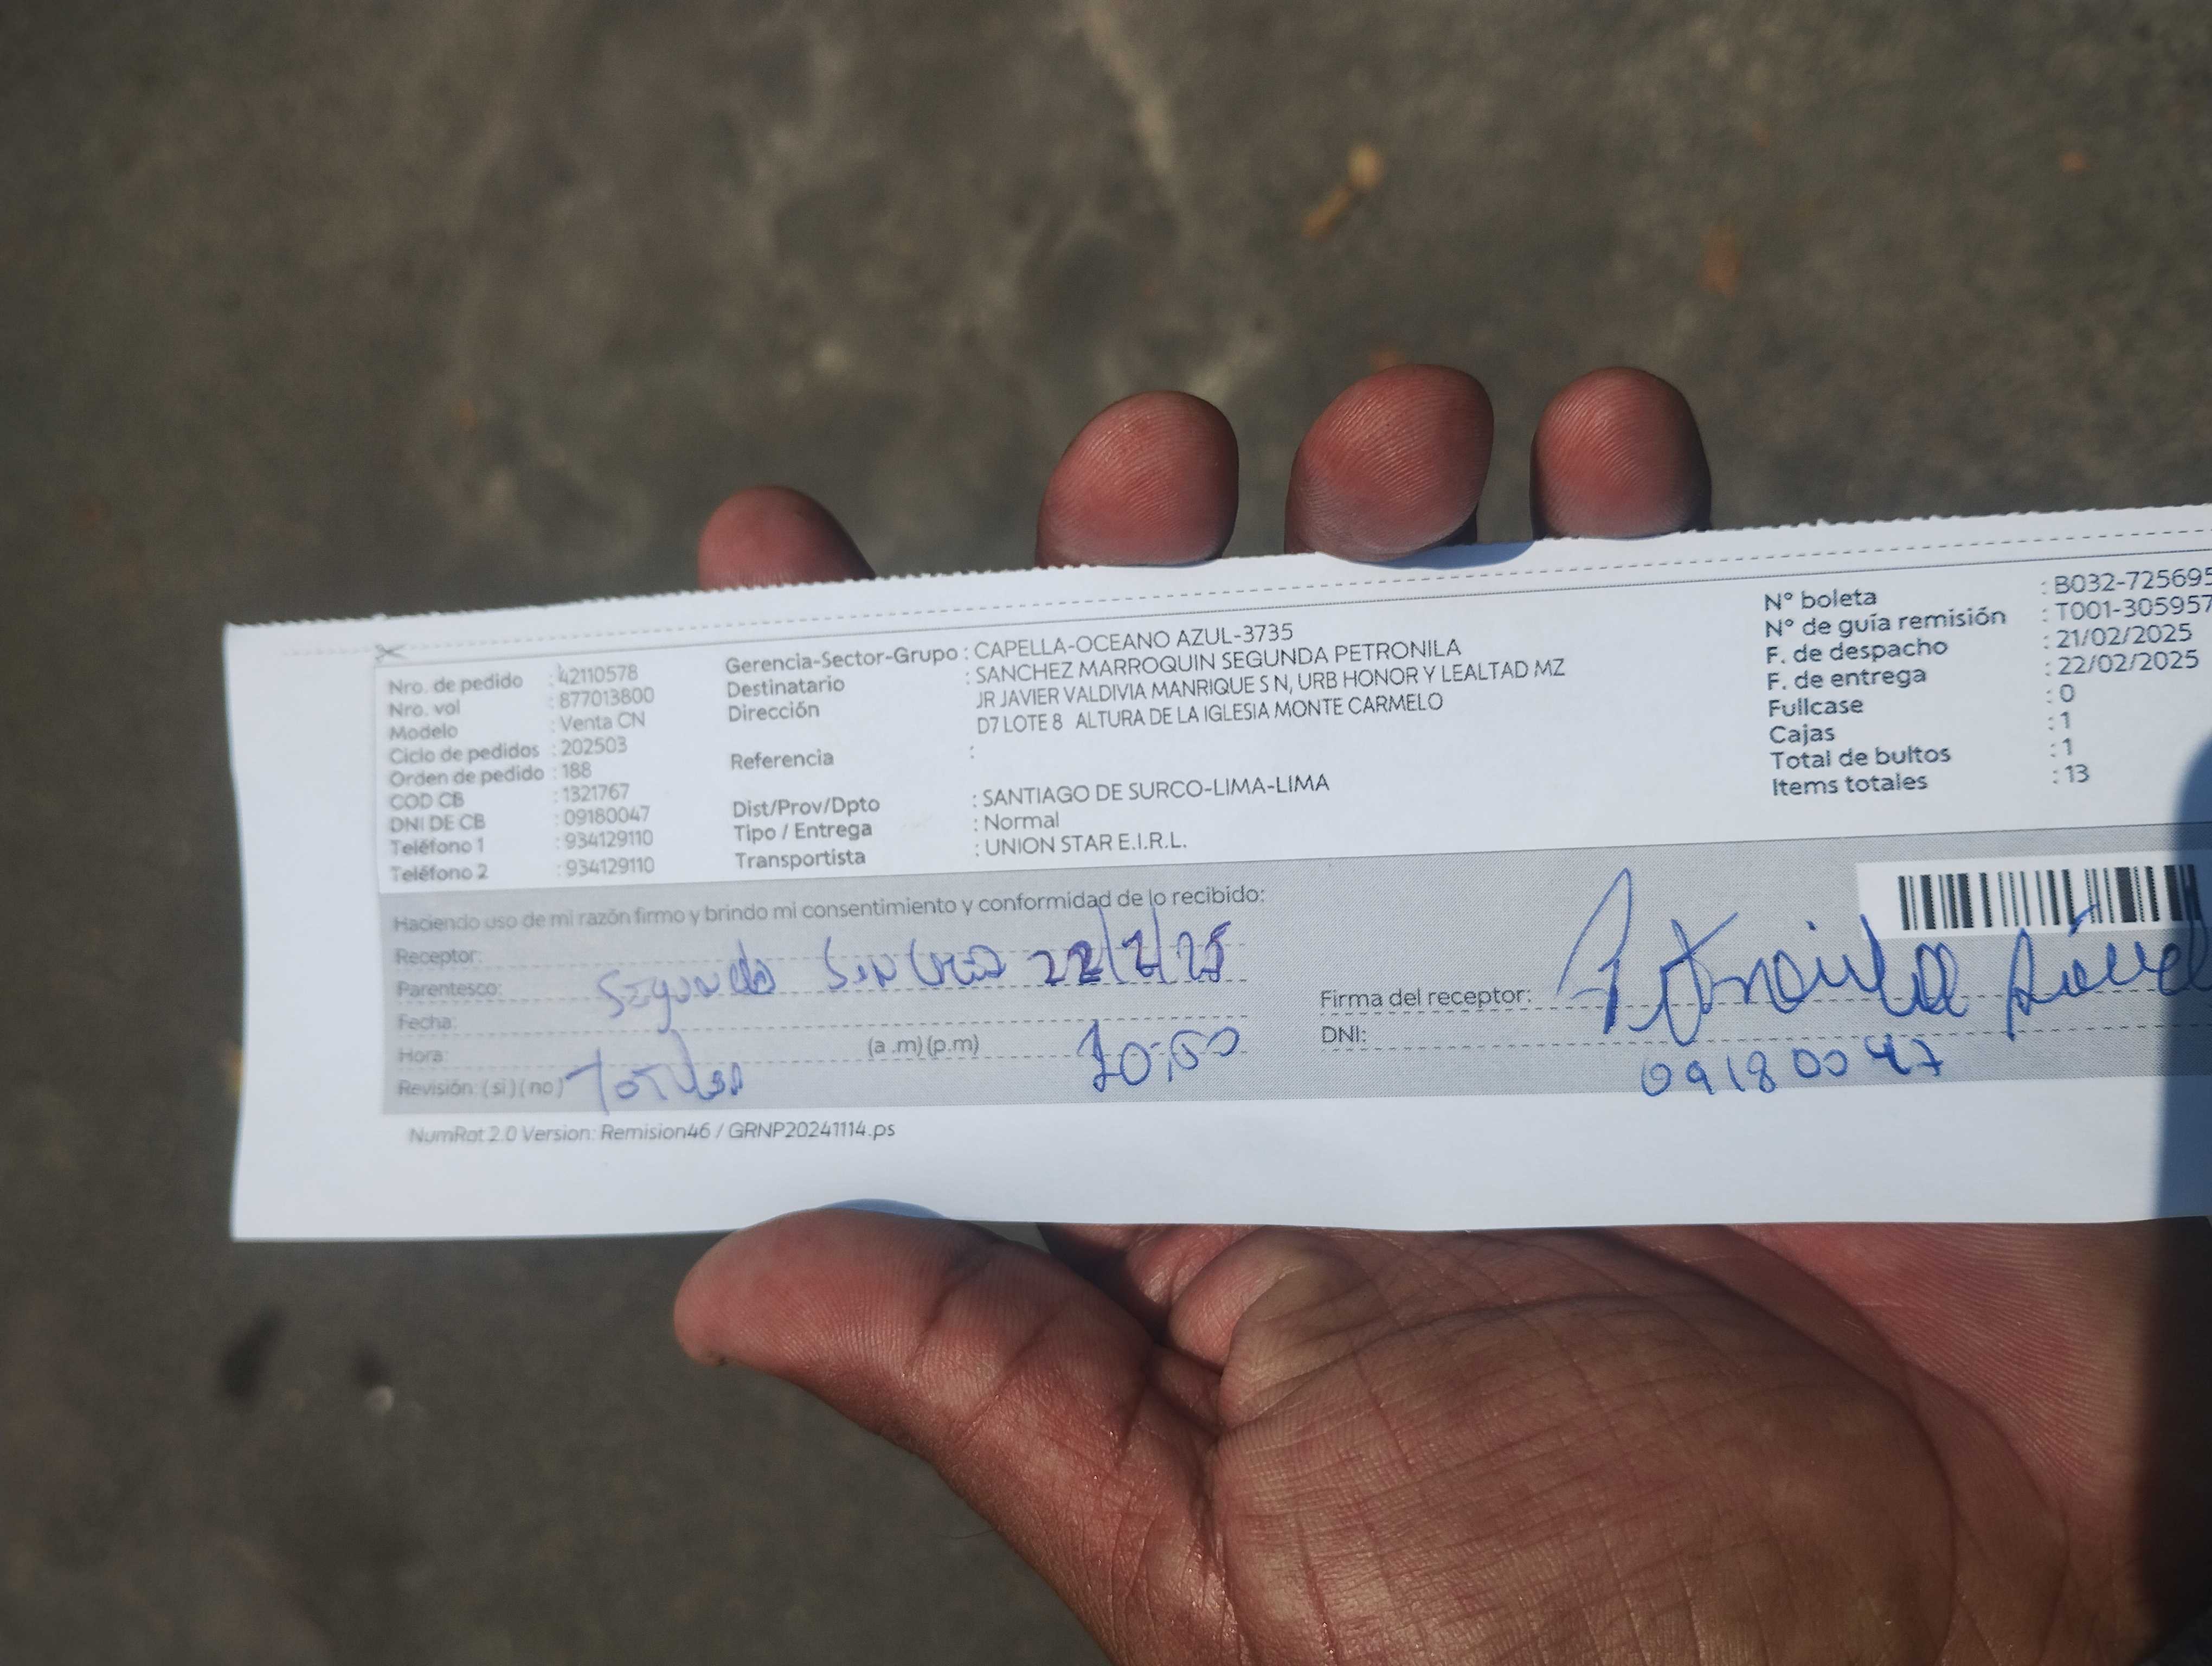 Nro. de pedido : 42110578
Nro. vol : 877013800
Modelo : Venta CN
Ciclo de pedidos : 202503
Orden de pedido : 188
COD CB : 1321767
DNI DE CB : 09180047
Teléfono 1 : 934129110
Teléfono 2 : 934129110
Gerencia-Sector-Grupo : CAPELLA-OCEANO AZUL-3735
Destinatario : SANCHEZ MARROQUIN SEGUNDA PETRONILA
Dirección JR JAVIER VALDIVIA MANRIQUE S N, URB HONOR Y LEALTAD MZ
D7 LOTE 8 ALTURA DE LA IGLESIA MONTE CARMELO
Referencia :
Dist/Prov/Dpto : SANTIAGO DE SURCO-LIMA-LIMA
Tipo / Entrega : Normal
Transportista : UNION STAR E.I.R.L.
N° boleta : B032-725695
N° de guía remisión : T001-305957
F. de despacho : 21/02/2025
F. de entrega : 22/02/2025
Fullcase : 0
Cajas : 1
Total de bultos : 1
Items totales : 13
Haciendo uso de mi razón firmo y brindo mi consentimiento y conformidad de lo recibido:
Receptor:
Parentesco: Segunda 22/2/25
Fecha:
Hora: (a .m) (p.m) 10:50
Revisión: ( si ) ( no )
Firma del receptor: Petronila
DNI: 09180047
NumRat 2.0 Version: Remision46 / GRNP20241114.ps